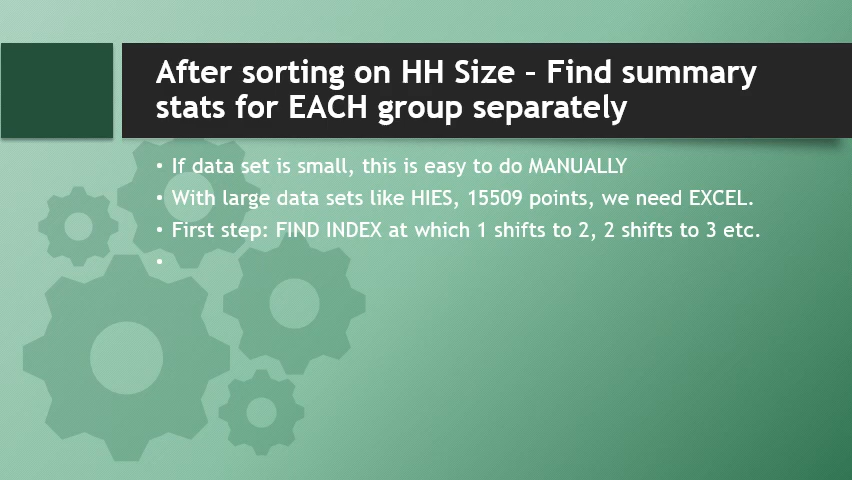 After sorting on HH Size – Find summary
stats for EACH group separately
• If data set is small, this is easy to do MANUALLY
• With large data sets like HIES, 15509 points, we need EXCEL.
• First step: FIND INDEX at which 1 shifts to 2, 2 shifts to 3 etc.
•